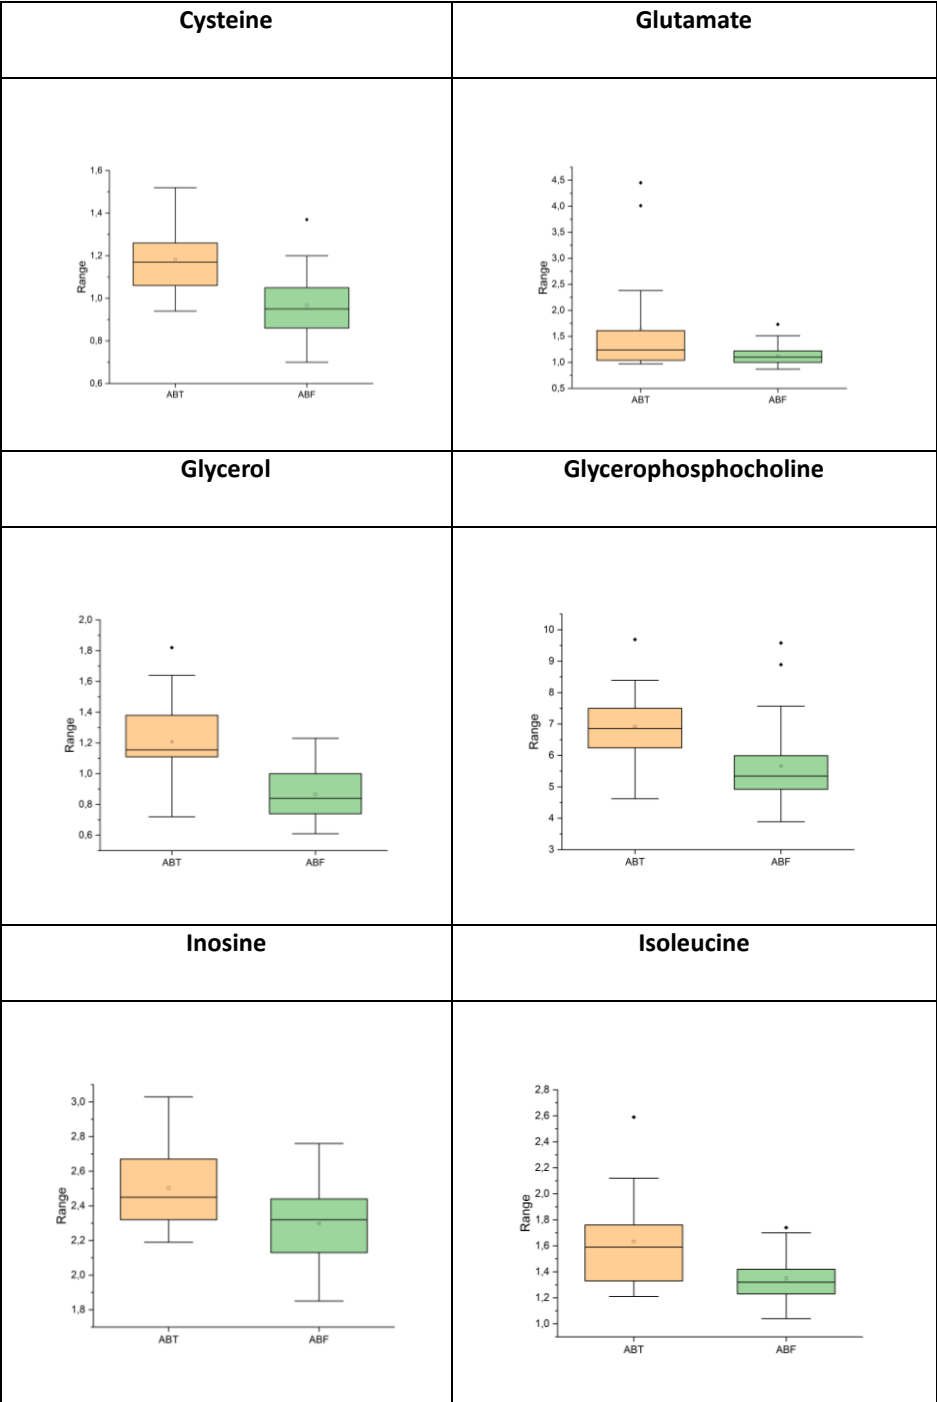 Cysteine
Glutamate
1,6
1,4
1,2
1,0
0,8
0,6
Range
ABT
ABF
4,5
4,0
3,5
3,0
2,5
2,0
1,5
1,0
0,5
Range
ABT
ABF
Glycerol
Glycerophosphocholine
2,0
1,8
1,6
1,4
1,2
1,0
0,8
0,6
Range
ABT
ABF
10
9
8
7
6
5
4
3
Range
ABT
ABF
Inosine
Isoleucine
3,0
2,8
2,6
2,4
2,2
2,0
1,8
Range
ABT
ABF
2,8
2,6
2,4
2,2
2,0
1,8
1,6
1,4
1,2
1,0
Range
ABT
ABF